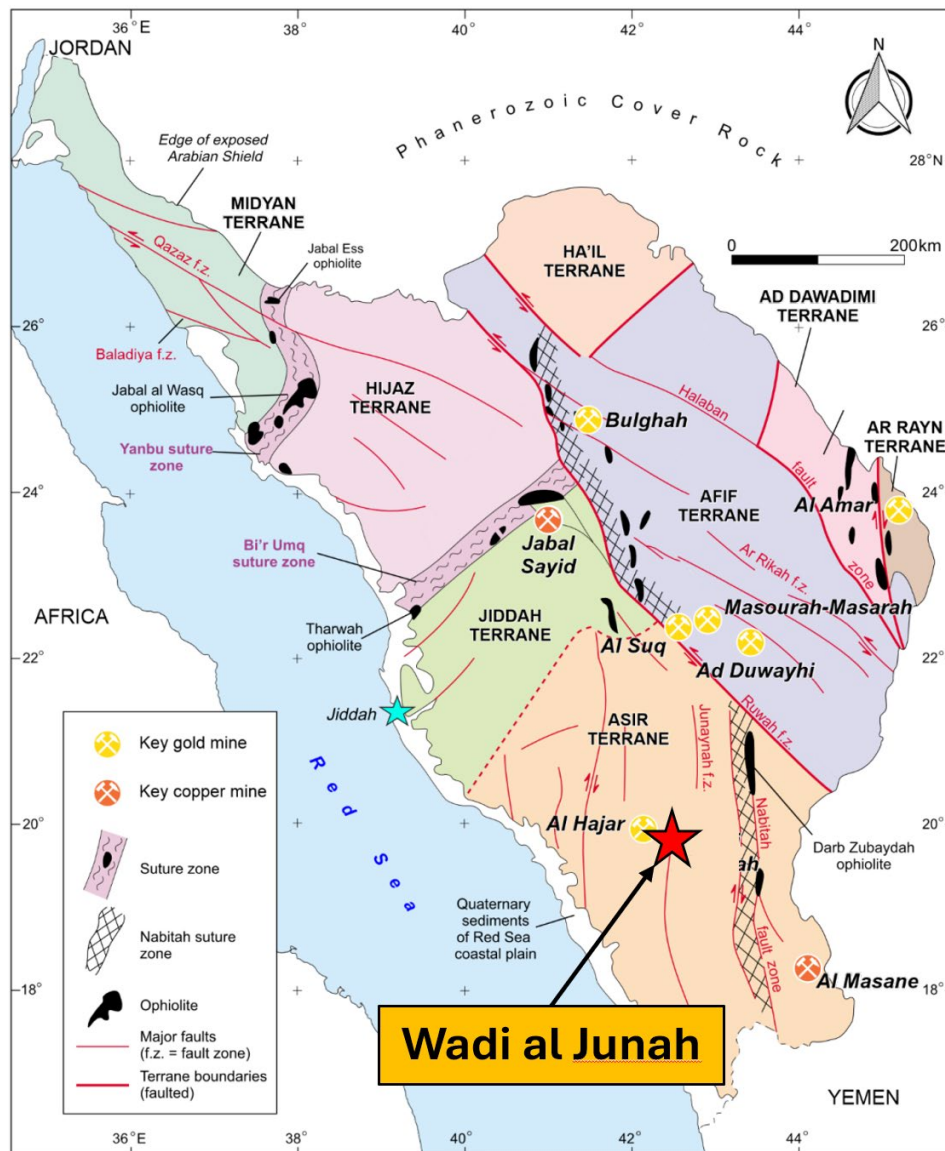 36°E
38°
40°
42°
44°
JORDAN
N
Phanerozoic Cover Rock
Edge of exposed
Arabian Shield
28°N
MIDYAN
TERRANE
Qazaz f.z.
Jabal Ess
ophiolite
HA'IL
TERRANE
0
200km
AD DAWADIMI
TERRANE
26°
26°
Baladiya f.z.
Jabal al Wasq
ophiolite
HIJAZ
TERRANE
Halaban
fault
zone
Bulghah
AR RAYN
TERRANE
Yanbu suture
zone
24°
24°
AFIF
TERRANE
Al Amar
Jabal
Sayid
Bi'r Umq
suture zone
Ar Rikah f.z.
AFRICA
Tharwah
ophiolite
JIDDAH
TERRANE
Masourah-Masarah
Al Suq
Ad Duwayhi
22°
22°
Jiddah
Ruwah f.z.
ASIR
TERRANE
Junaynah f.z.
Red Sea
Key gold mine
Key copper mine
Suture zone
Nabitah suture
zone
Ophiolite
Major faults
(f.z. = fault zone)
Terrane boundaries
(faulted)
20°
20°
Al Hajar
Nabitah
fault zone
ah
Darb Zubaydah
ophiolite
Quaternary
sediments
of Red Sea
coastal plain
18°
18°
Al Masane
Wadi al Junah
YEMEN
36°
38°
40°
42°
44°